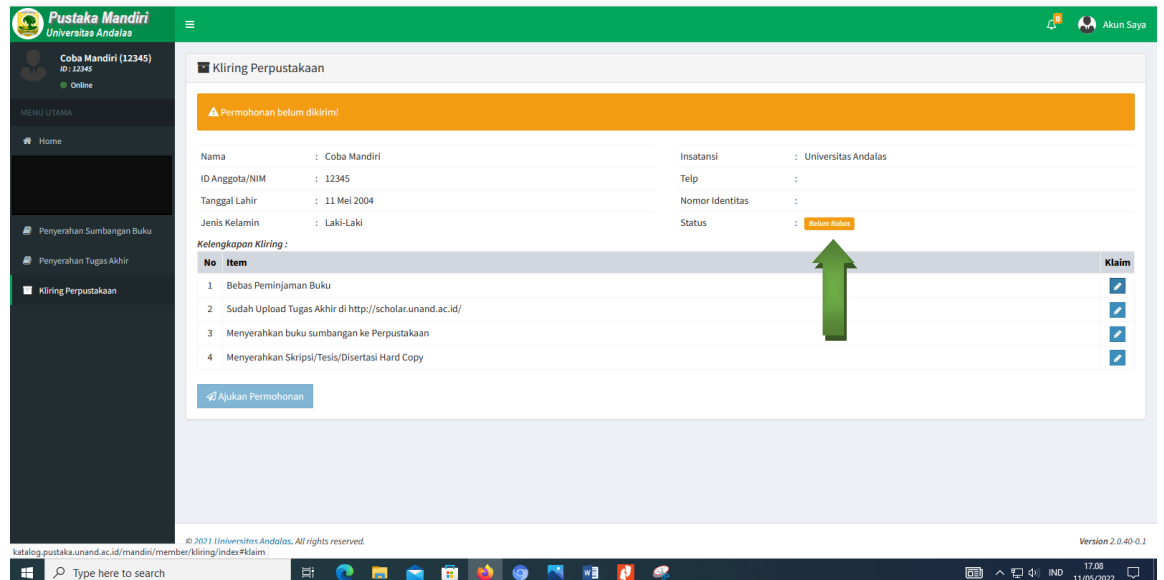 Pustaka Mandiri
Universitas Andalas
0
Akun Saya
Coba Mandiri (12345)
ID : 12345
Online
MENU UTAMA
Home
Penyerahan Sumbangan Buku
Penyerahan Tugas Akhir
Kliring Perpustakaan
Kliring Perpustakaan
Permohonan belum dikirim!
Nama : Coba Mandiri
Insatansi : Universitas Andalas
ID Anggota/NIM : 12345
Telp :
Tanggal Lahir : 11 Mei 2004
Nomor Identitas :
Jenis Kelamin : Laki-Laki
Status : Belum Bebas
Kelengkapan Kliring :
No Item Klaim
1 Bebas Peminjaman Buku
2 Sudah Upload Tugas Akhir di http://scholar.unand.ac.id/
3 Menyerahkan buku sumbangan ke Perpustakaan
4 Menyerahkan Skripsi/Tesis/Disertasi Hard Copy
Ajukan Permohonan
© 2021 Universitas Andalas. All rights reserved.
Version 2.0.40-0.1
katalog.pustaka.unand.ac.id/mandiri/member/kliring/index#klaim
Type here to search
IND
17.08
11/05/2022